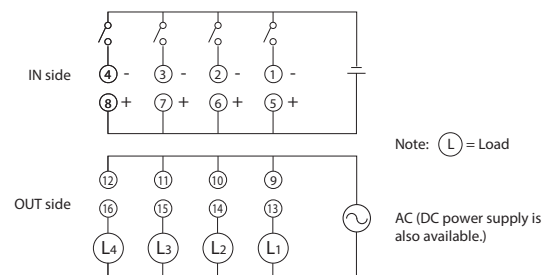 4 - 3 - 2 - 1 -
IN side
8 + 7 + 6 + 5 +
Note: L = Load
12 11 10 9
OUT side
16 15 14 13
AC (DC power supply is
also available.)
L4 L3 L2 L1